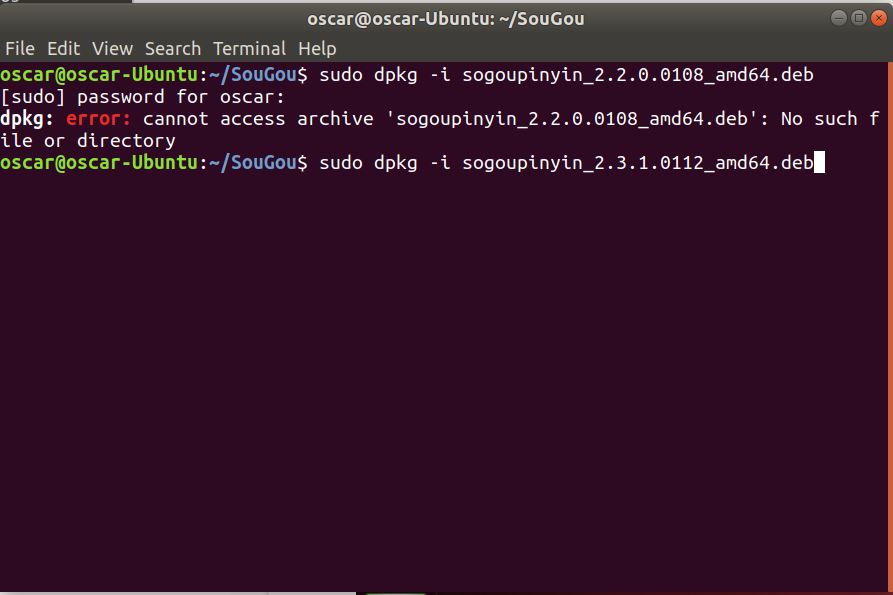 oscar@oscar-Ubuntu: ~/SouGou
File Edit View Search Terminal Help
oscar@oscar-Ubuntu:~/SouGou$ sudo dpkg -i sogoupinyin_2.2.0.0108_amd64.deb
[sudo] password for oscar:
dpkg: error: cannot access archive 'sogoupinyin_2.2.0.0108_amd64.deb': No such f
ile or directory
oscar@oscar-Ubuntu:~/SouGou$ sudo dpkg -i sogoupinyin_2.3.1.0112_amd64.deb